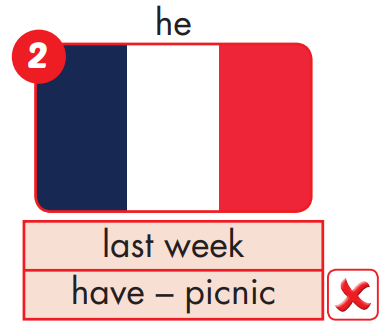 he
2
last week
have – picnic